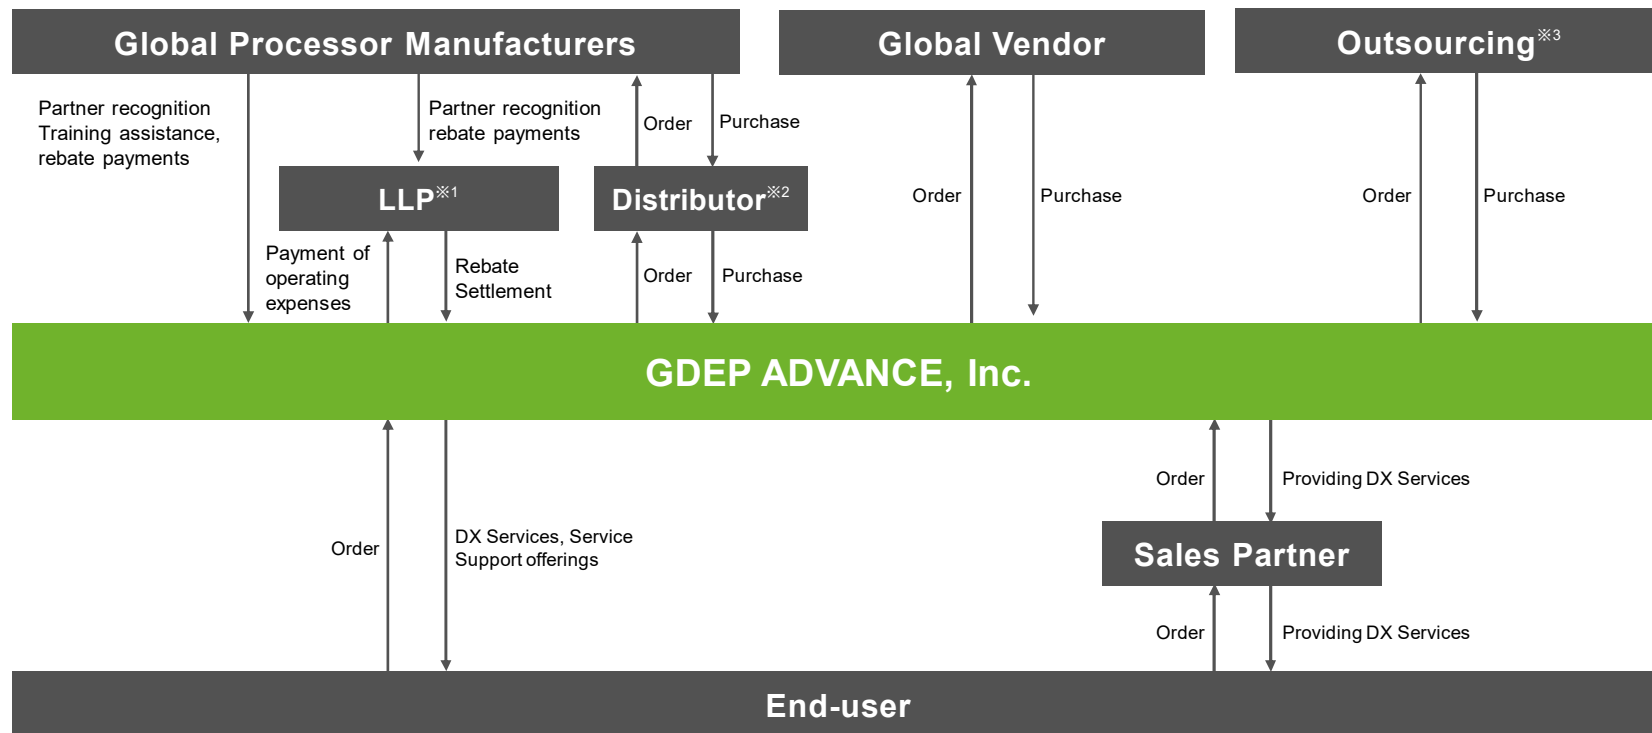 Global Processor Manufacturers
Global Vendor
Outsourcing※3
Partner recognition
Training assistance,
rebate payments
Partner recognition
rebate payments
Order
Purchase
LLP※1
Distributor※2
Order
Purchase
Order
Purchase
Payment of
operating
expenses
Rebate
Settlement
Order
Purchase
GDEP ADVANCE, Inc.
Order
DX Services, Service
Support offerings
Order
Providing DX Services
Sales Partner
Order
Providing DX Services
End-user